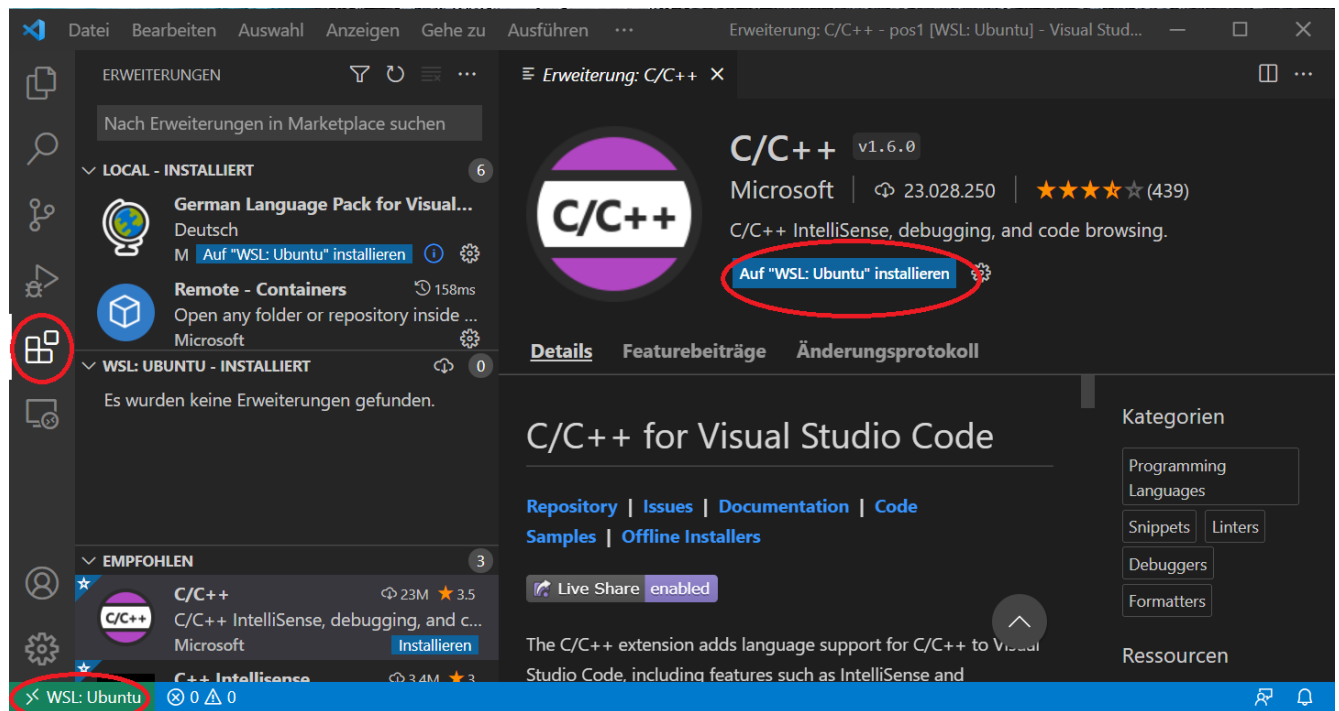 Datei Bearbeiten Auswahl Anzeigen Gehe zu Ausführen ··· Erweiterung: C/C++ - pos1 [WSL: Ubuntu] - Visual Stud...
ERWEITERUNGEN
Nach Erweiterungen in Marketplace suchen
LOCAL - INSTALLIERT 6
German Language Pack for Visual...
Deutsch
M Auf "WSL: Ubuntu" installieren
Remote - Containers 158ms
Open any folder or repository inside ...
Microsoft
WSL: UBUNTU - INSTALLIERT 0
Es wurden keine Erweiterungen gefunden.
EMPFOHLEN 3
C/C++ 23M ★ 3.5
C/C++
C/C++ IntelliSense, debugging, and c...
Microsoft Installieren
C++ Intellisense 3.4M ★ 3
Erweiterung: C/C++
C/C++
C/C++ v1.6.0
Microsoft 23.028.250 (439)
C/C++ IntelliSense, debugging, and code browsing.
Auf "WSL: Ubuntu" installieren
Details Featurebeiträge Änderungsprotokoll
C/C++ for Visual Studio Code
Repository | Issues | Documentation | Code
Samples | Offline Installers
Live Share enabled
The C/C++ extension adds language support for C/C++ to Visual
Studio Code, including features such as IntelliSense and
Kategorien
Programming
Languages
Snippets Linters
Debuggers
Formatters
Ressourcen
WSL: Ubuntu 0 0